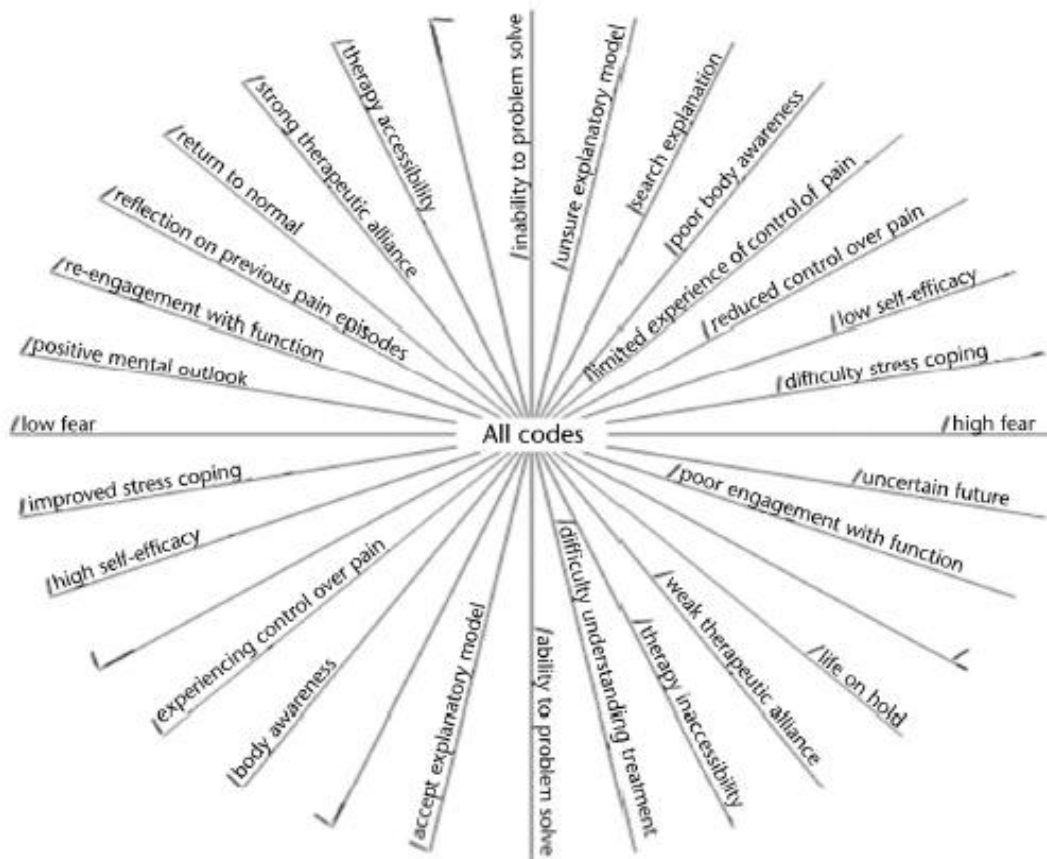 inability to problem solve
unsure explanatory model
search explanation
poor body awareness
limited experience of control of pain
reduced control over pain
low self-efficacy
difficulty stress coping
high fear
uncertain future
poor engagement with function
life on hold
weak therapeutic alliance
therapy inaccessibility
difficulty understanding treatment
ability to problem solve
accept explanatory model
body awareness
experiencing control over pain
high self-efficacy
improved stress coping
low fear
positive mental outlook
re-engagement with function
reflection on previous pain episodes
return to normal
strong therapeutic alliance
therapy accessibility
All codes